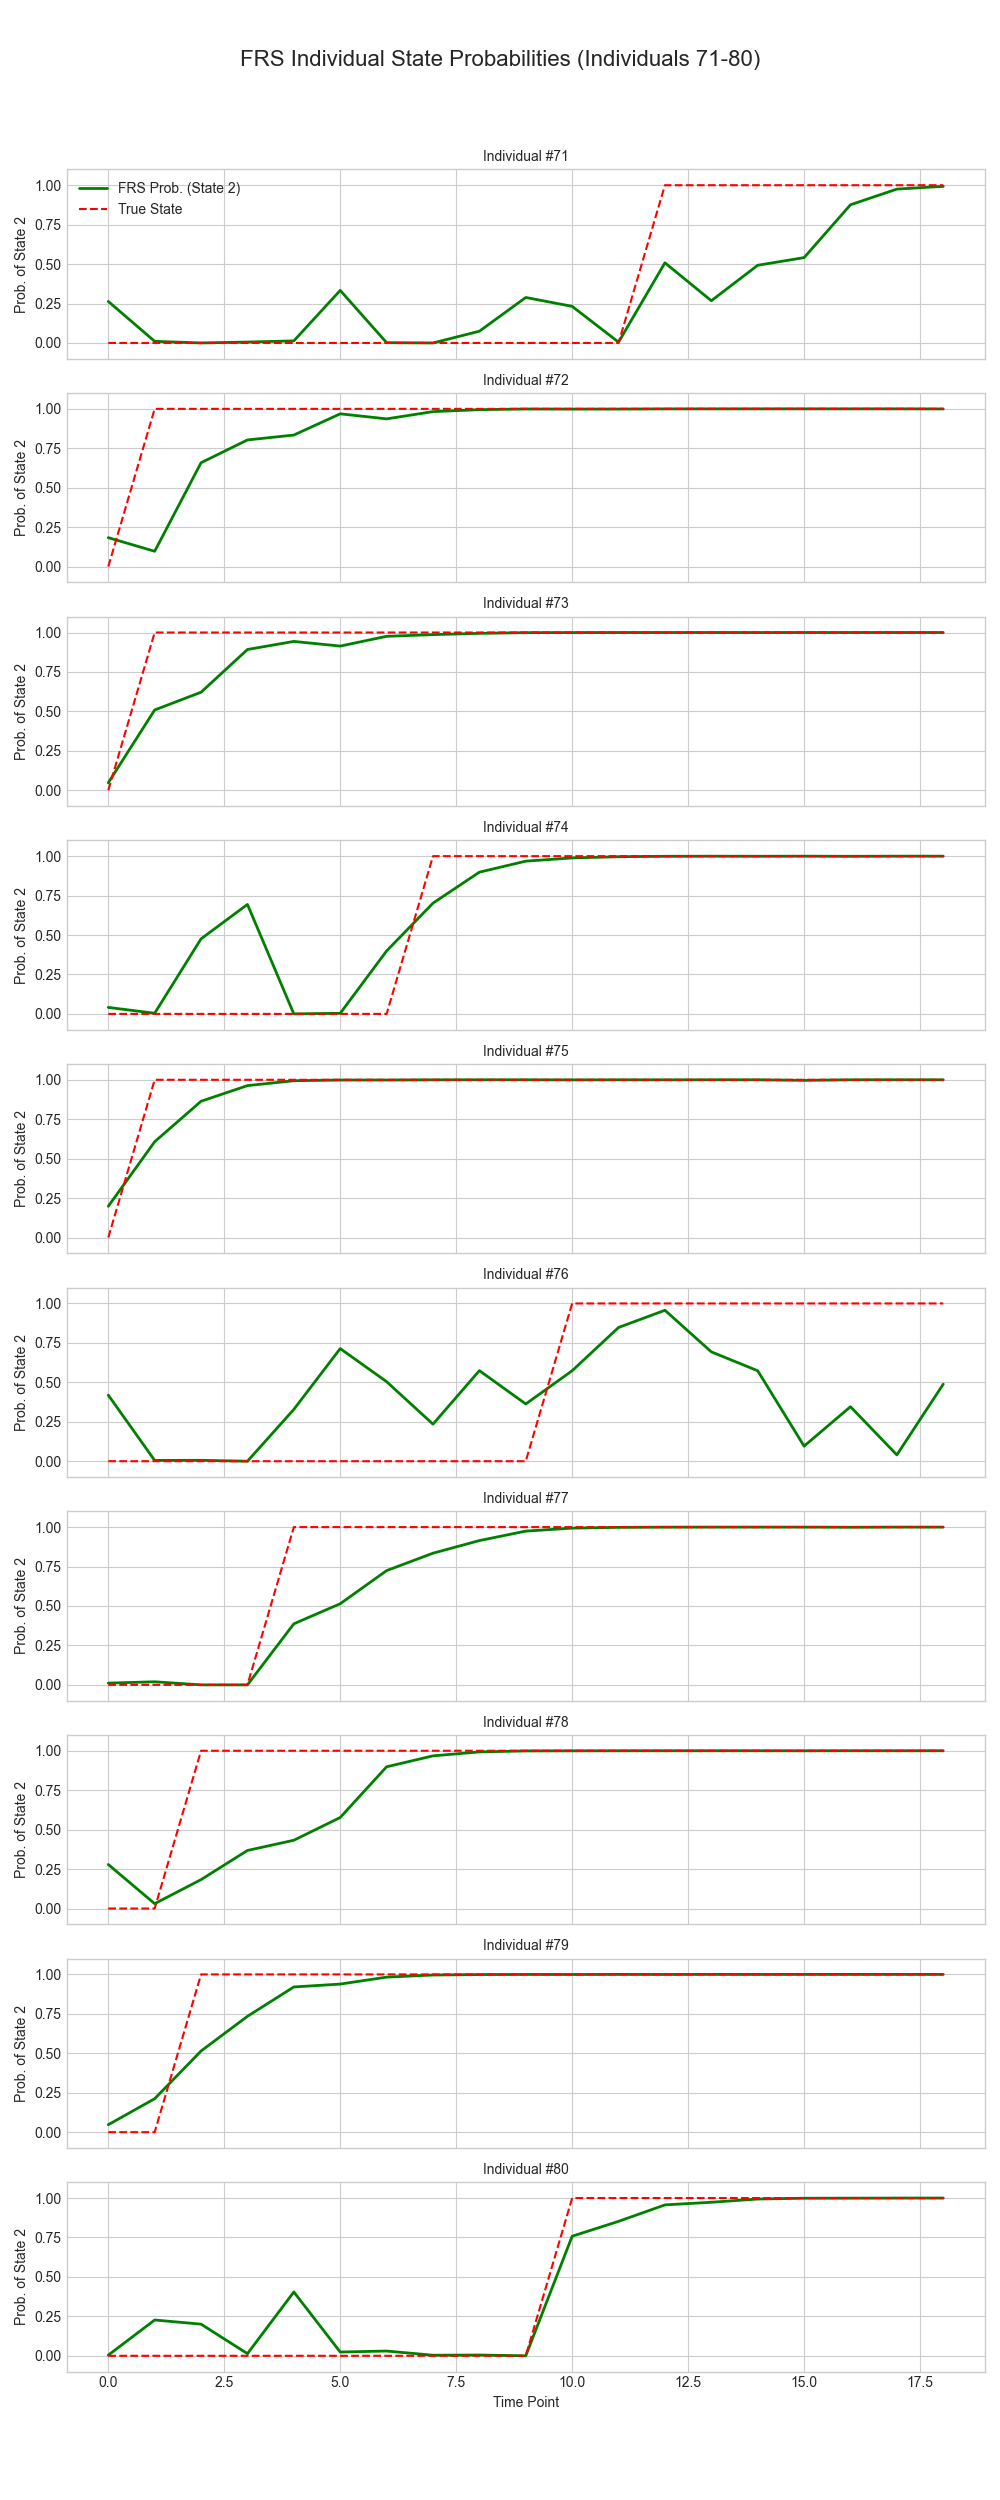 FRS Individual State Probabilities (Individuals 71-80)
Individual #71
1.00
0.75
0.50
0.25
0.00
Prob. of State 2
FRS Prob. (State 2)
True State
Individual #72
1.00
0.75
0.50
0.25
0.00
Prob. of State 2
Individual #73
1.00
0.75
0.50
0.25
0.00
Prob. of State 2
Individual #74
1.00
0.75
0.50
0.25
0.00
Prob. of State 2
Individual #75
1.00
0.75
0.50
0.25
0.00
Prob. of State 2
Individual #76
1.00
0.75
0.50
0.25
0.00
Prob. of State 2
Individual #77
1.00
0.75
0.50
0.25
0.00
Prob. of State 2
Individual #78
1.00
0.75
0.50
0.25
0.00
Prob. of State 2
Individual #79
1.00
0.75
0.50
0.25
0.00
Prob. of State 2
Individual #80
1.00
0.75
0.50
0.25
0.00
Prob. of State 2
0.0 2.5 5.0 7.5 10.0 12.5 15.0 17.5
Time Point